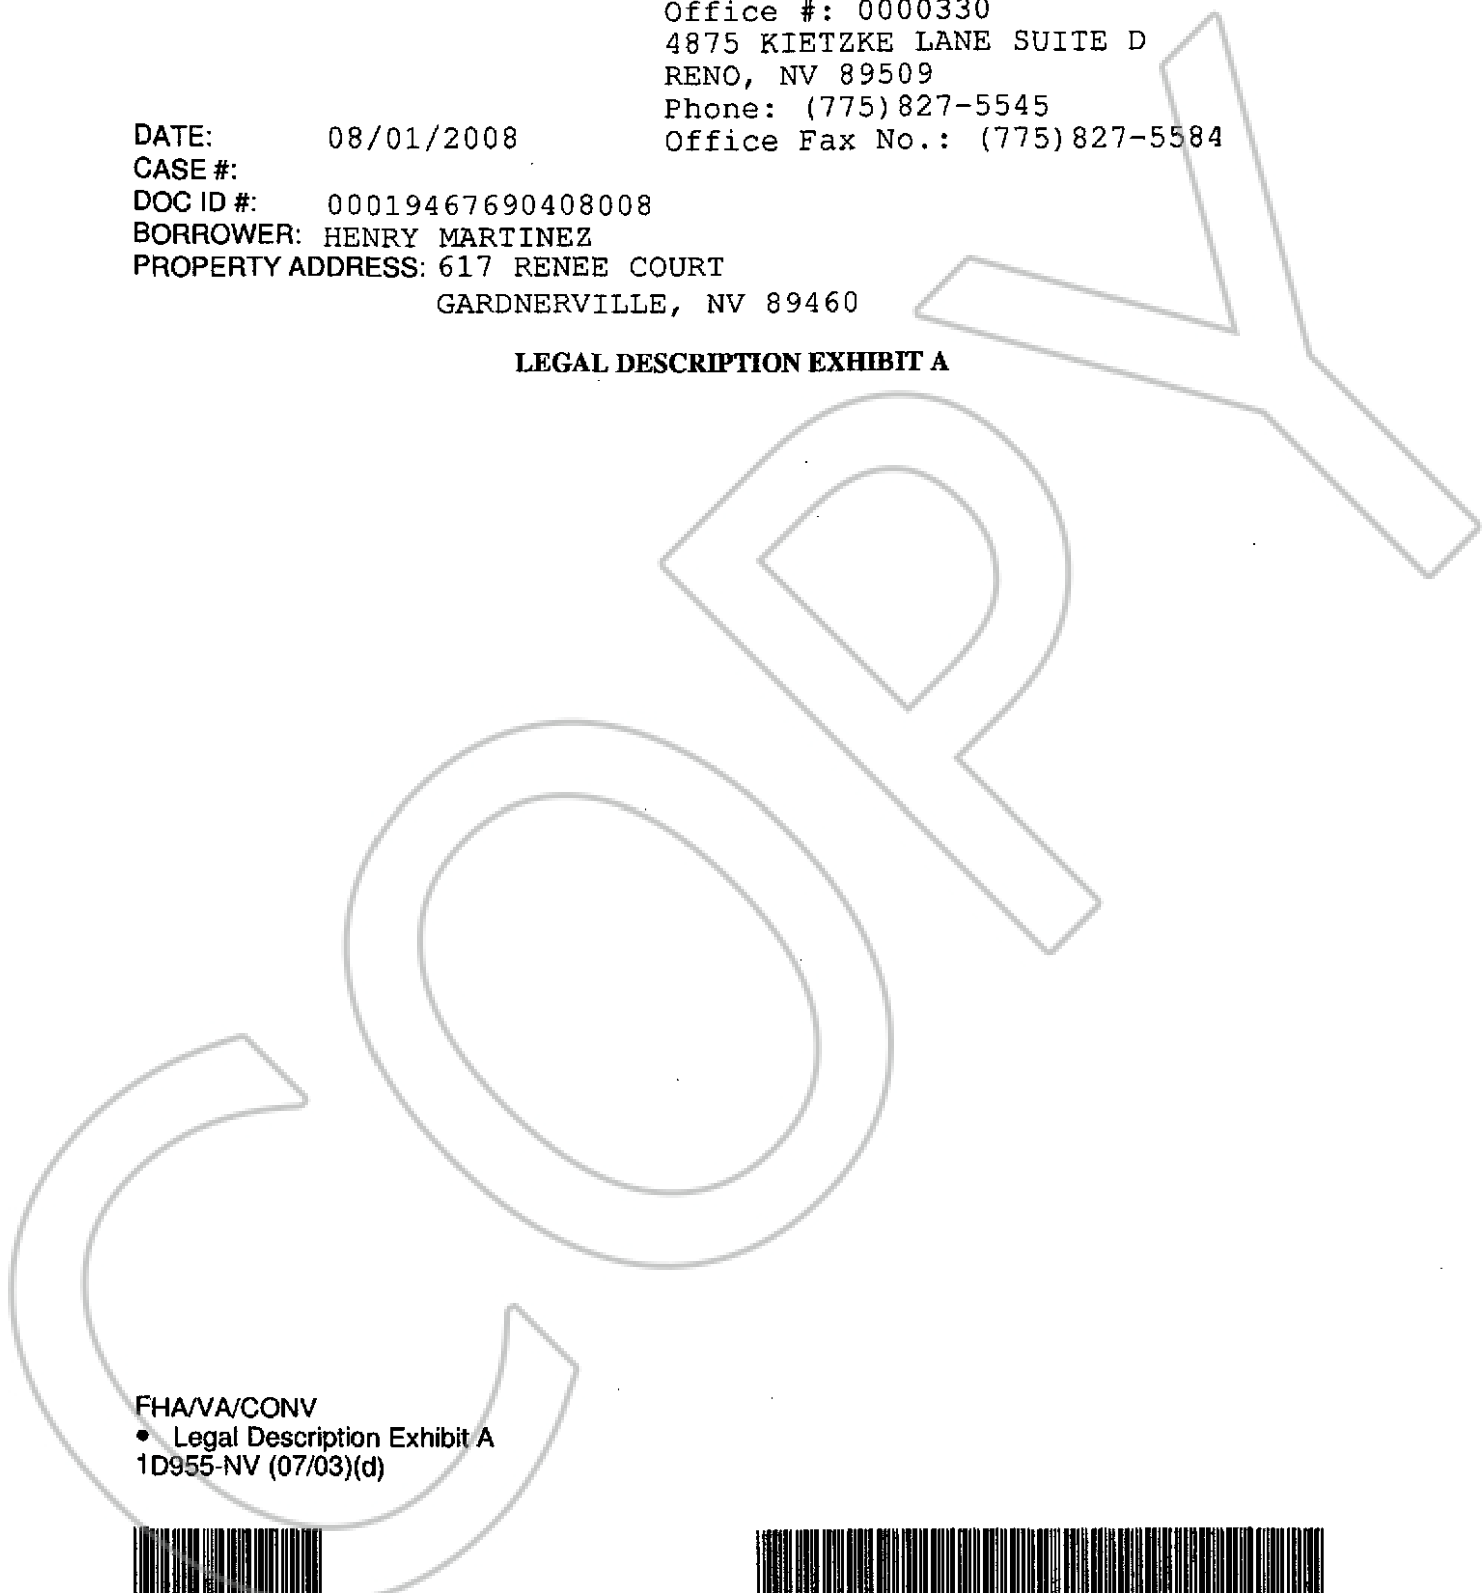 Office #: 0000330
4875 KIETZKE LANE SUITE D
RENO, NV 89509
Phone: (775)827-5545
DATE: 08/01/2008 Office Fax No.: (775)827-5584
CASE #:
DOC ID #: 00019467690408008
BORROWER: HENRY MARTINEZ
PROPERTY ADDRESS: 617 RENEE COURT
GARDNERVILLE, NV 89460
LEGAL DESCRIPTION EXHIBIT A
COPY
FHA/VA/CONV
• Legal Description Exhibit A
1D955-NV (07/03)(d)